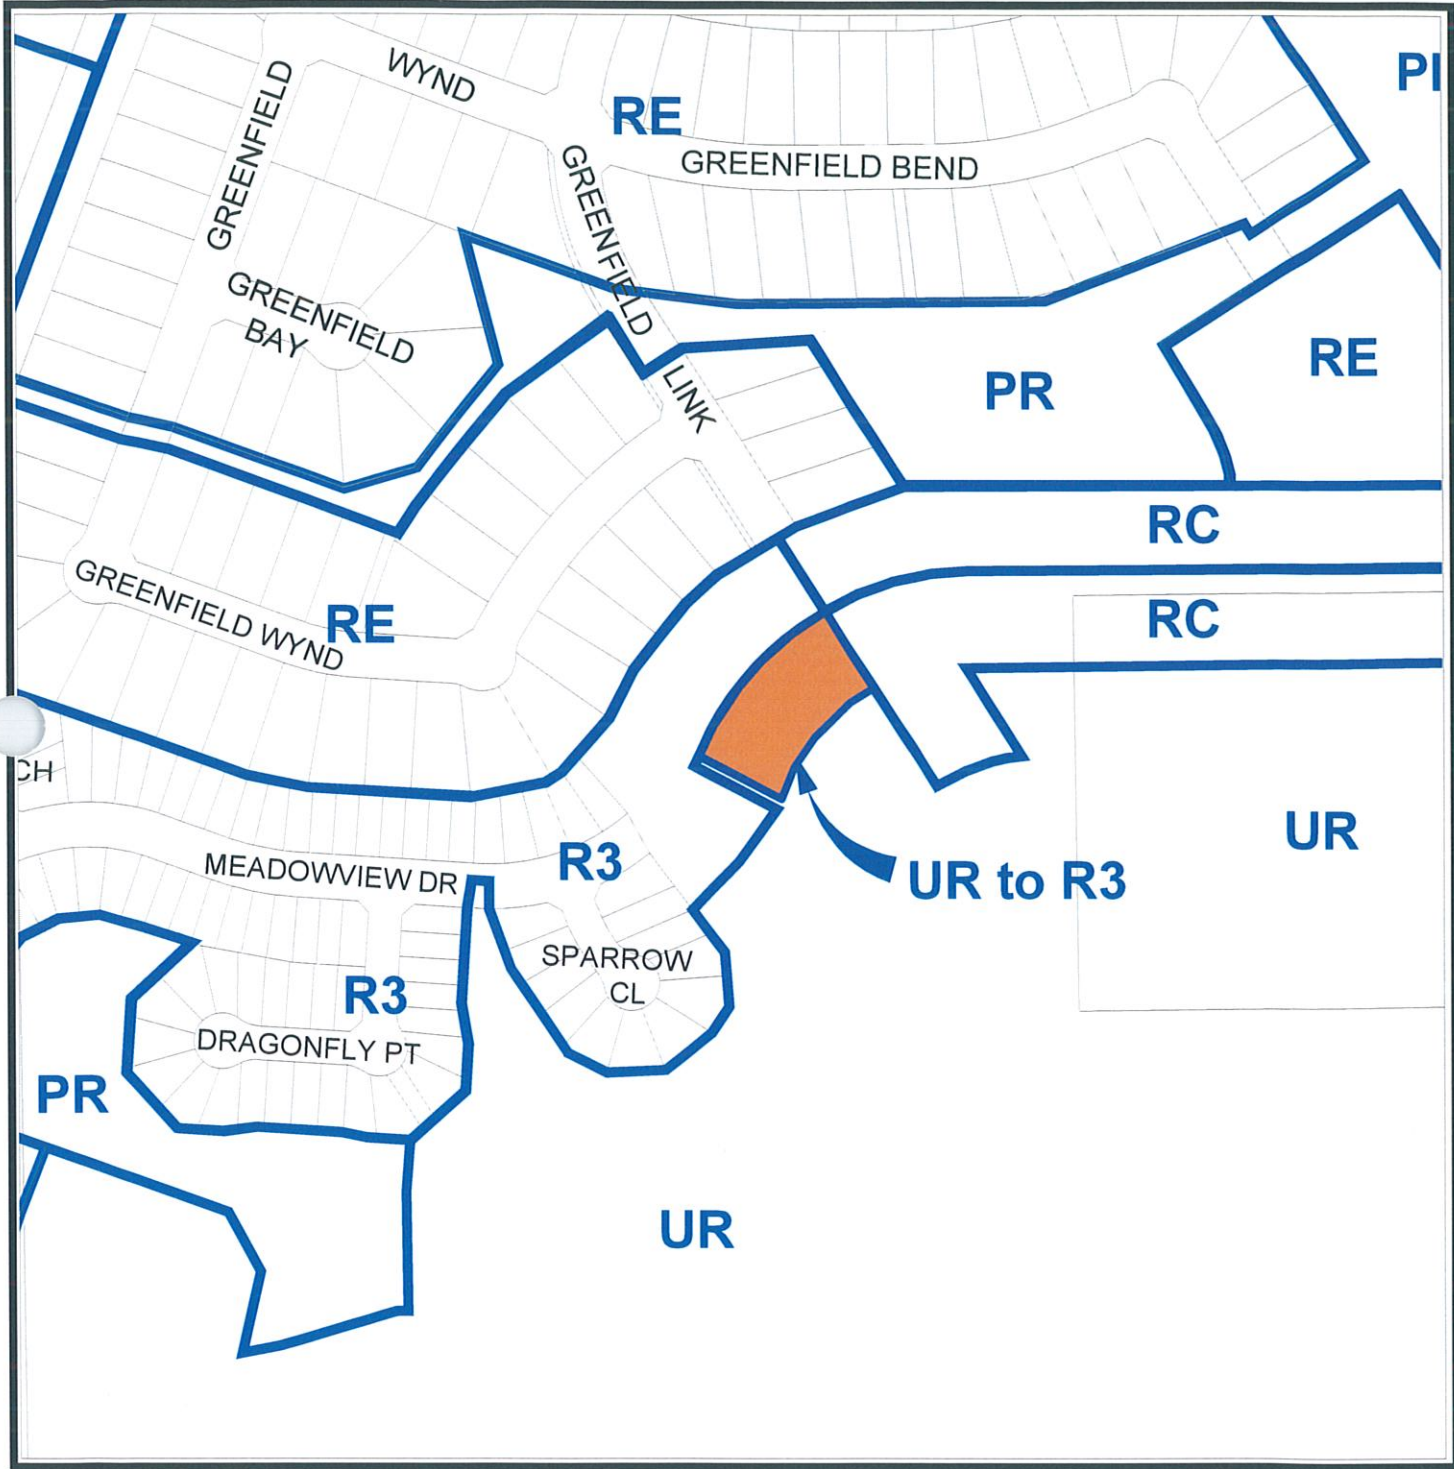 WYND
PI
RE
GREENFIELD
GREENFIELD BEND
GREENFIELD
LINK
GREENFIELD
BAY
RE
PR
RC
GREENFIELD WYND
RE
RC
CH
UR
MEADOWVIEW DR
R3
UR to R3
SPARROW
CL
R3
DRAGONFLY PT
PR
UR